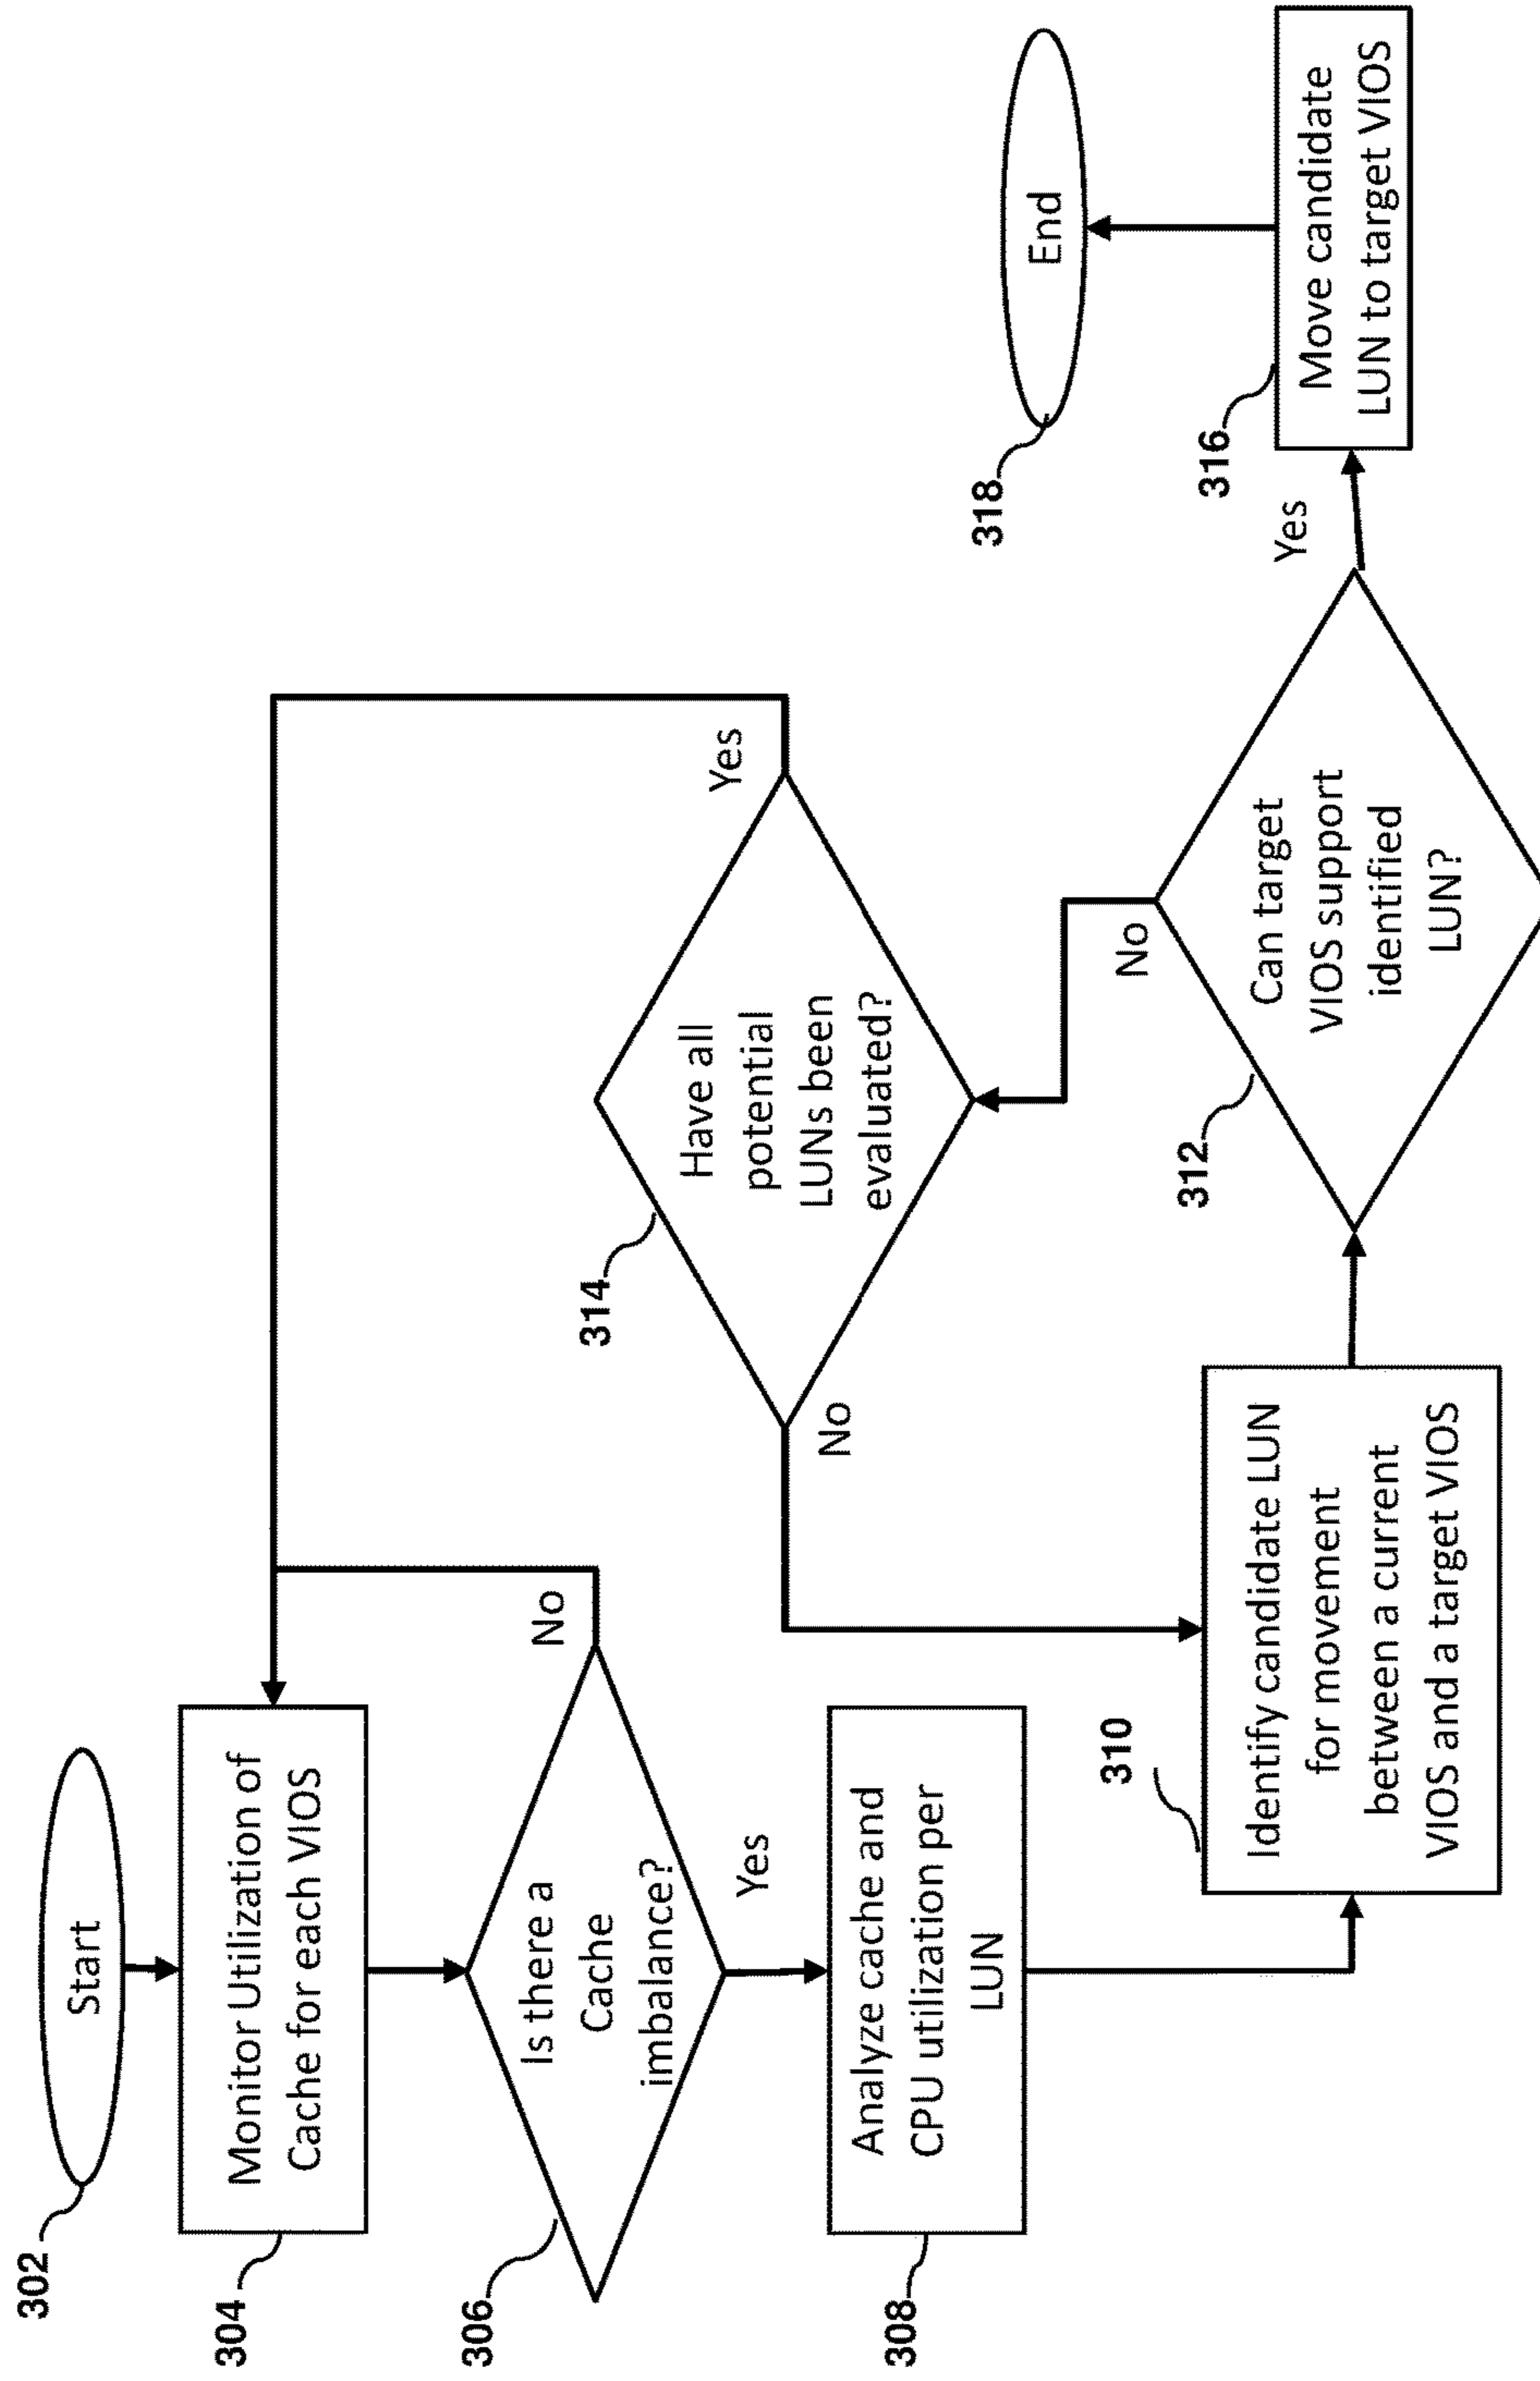 302
Start
304
Monitor Utilization of
Cache for each VIOS
306
Is there a
Cache
imbalance?
No
Yes
308
Analyze cache and
CPU utilization per
LUN
310
Identify candidate LUN
for movement
between a current
VIOS and a target VIOS
312
Can target
VIOS support
identified
LUN?
No
Yes
314
Have all
potential
LUNs been
evaluated?
No
Yes
316
Move candidate
LUN to target VIOS
318
End